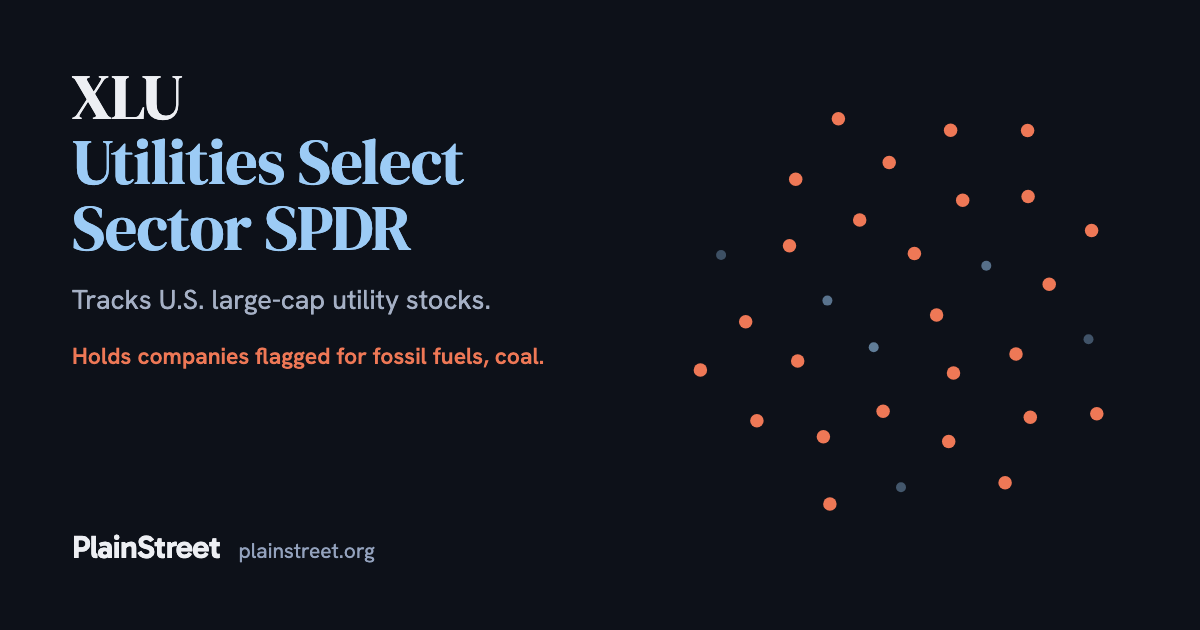 XLU
Utilities Select
Sector SPDR
Tracks U.S. large-cap utility stocks.
Holds companies flagged for fossil fuels, coal.
PlainStreet plainstreet.org